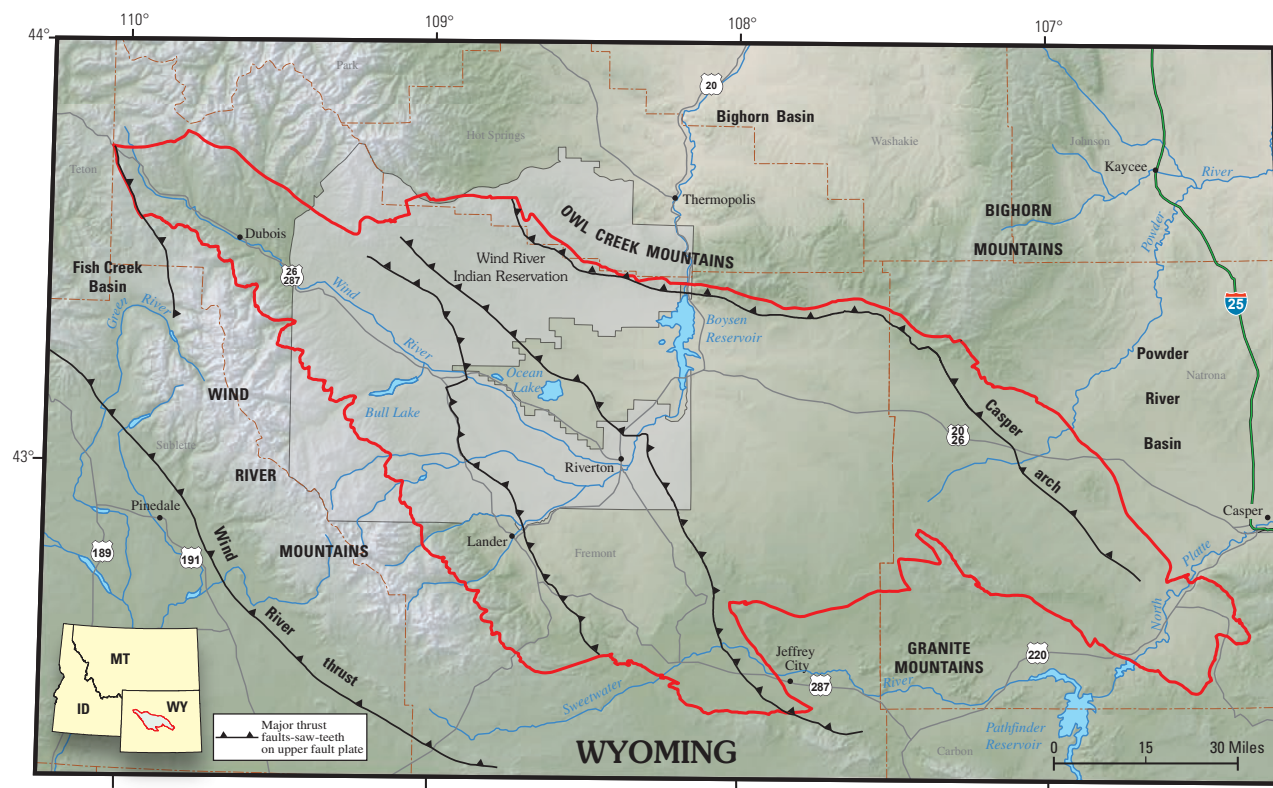 110°
109°
108°
107°
44°
Park
20
Bighorn Basin
Hot Springs
Washakie
Johnson
Kaycee
River
Teton
Thermopolis
BIGHORN
MOUNTAINS
Powder
OWL CREEK MOUNTAINS
Dubois
Wind River
Indian Reservation
Fish Creek
Basin
26
287
Wind
River
Green
River
Boysen
Reservoir
25
Powder
River
Basin
Natrona
Ocean
Lake
Bull Lake
WIND
RIVER
MOUNTAINS
Casper
arch
20
26
43°
Sublette
Riverton
Pinedale
Casper
Lander
Fremont
189
191
Platte
North
Wind
River
thrust
GRANITE
MOUNTAINS
220
Jeffrey
City
287
River
Sweetwater
MT
ID
WY
Major thrust
faults-saw-teeth
on upper fault plate
WYOMING
Pathfinder
Reservoir
Carbon
0 15 30 Miles